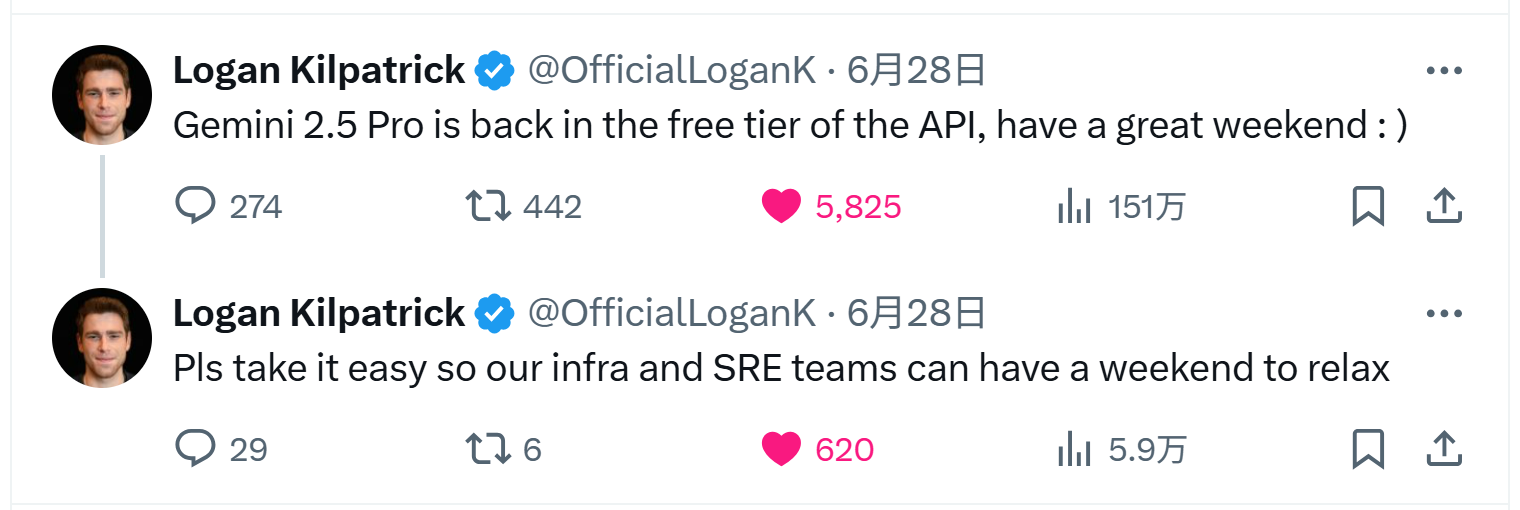 Logan Kilpatrick @OfficialLoganK · 6月28日
Gemini 2.5 Pro is back in the free tier of the API, have a great weekend : )
274 442 5,825 151万
Logan Kilpatrick @OfficialLoganK · 6月28日
Pls take it easy so our infra and SRE teams can have a weekend to relax
29 6 620 5.9万